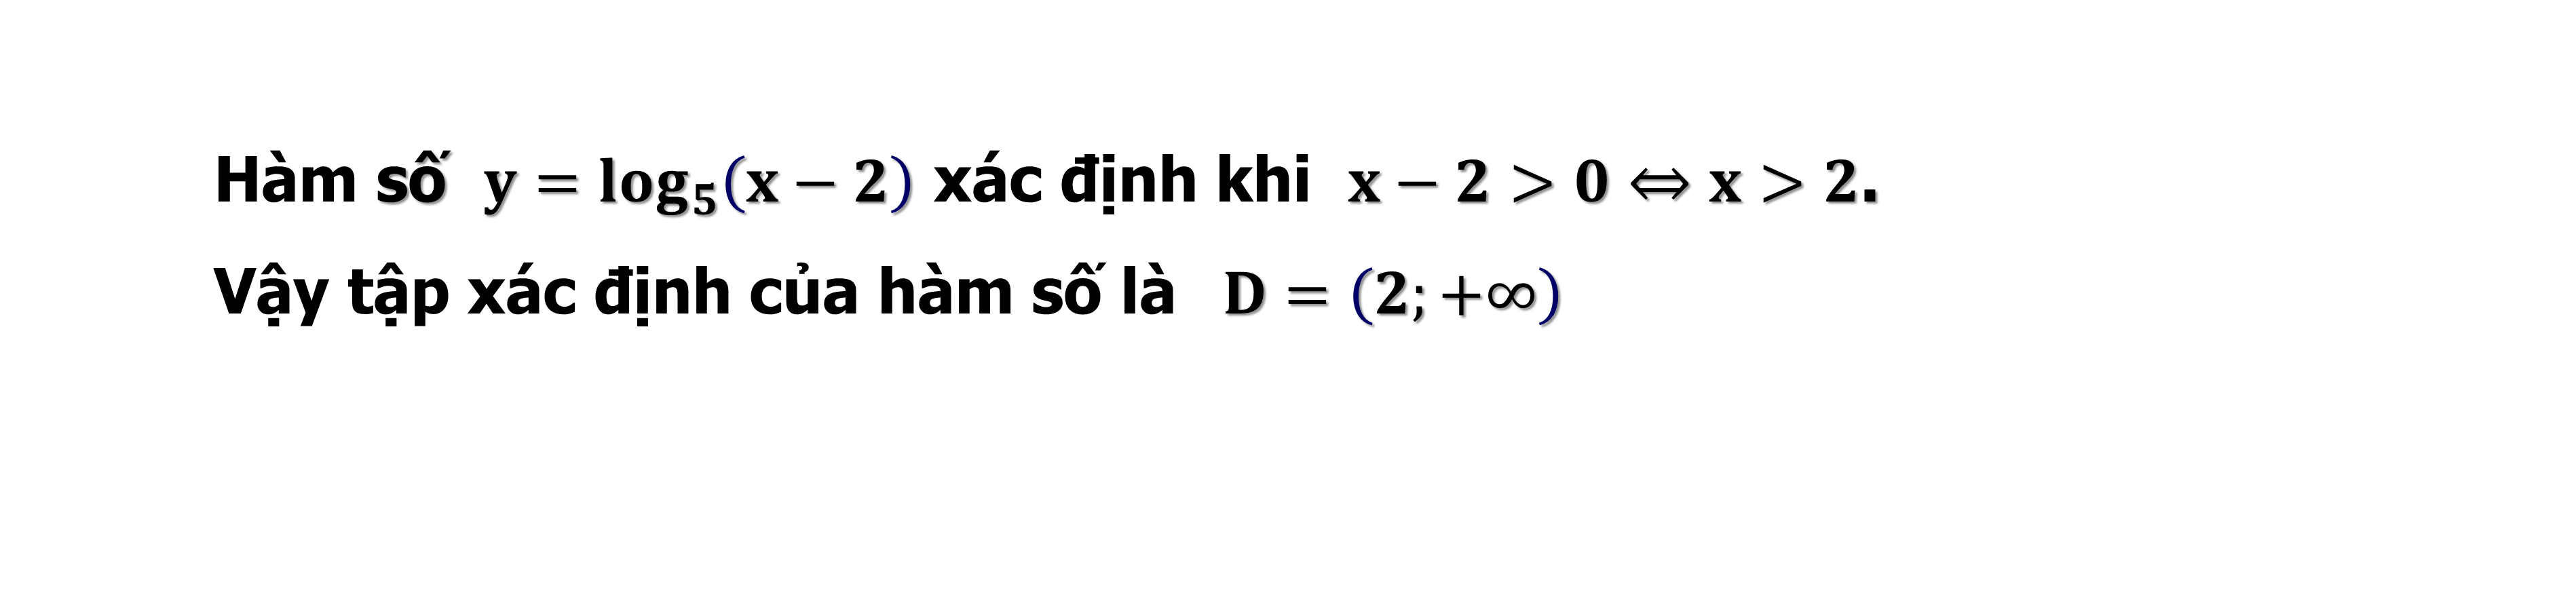 Hàm số y = log₅(x − 2) xác định khi x − 2 > 0 ⇔ x > 2.
Vậy tập xác định của hàm số là D = (2; +∞)